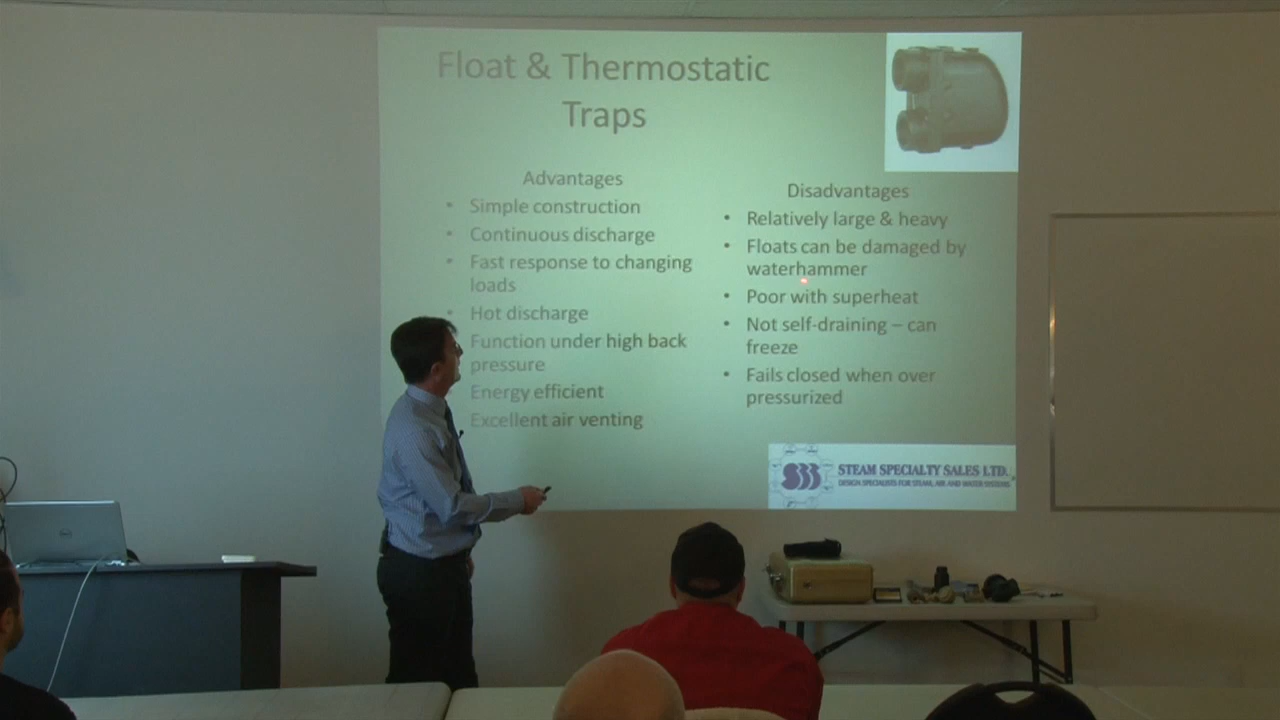 Float & Thermostatic
Traps
Advantages
• Simple construction
• Continuous discharge
• Fast response to changing
loads
• Hot discharge
Function under high back
pressure
Energy efficient
Excellent air venting
Disadvantages
• Relatively large & heavy
• Floats can be damaged by
waterhammer
• Poor with superheat
• Not self-draining – can
freeze
• Fails closed when over
pressurized
STEAM SPECIALTY SALES LTD.
DESIGN SPECIALISTS FOR STEAM, AIR AND WATER SYSTEMS